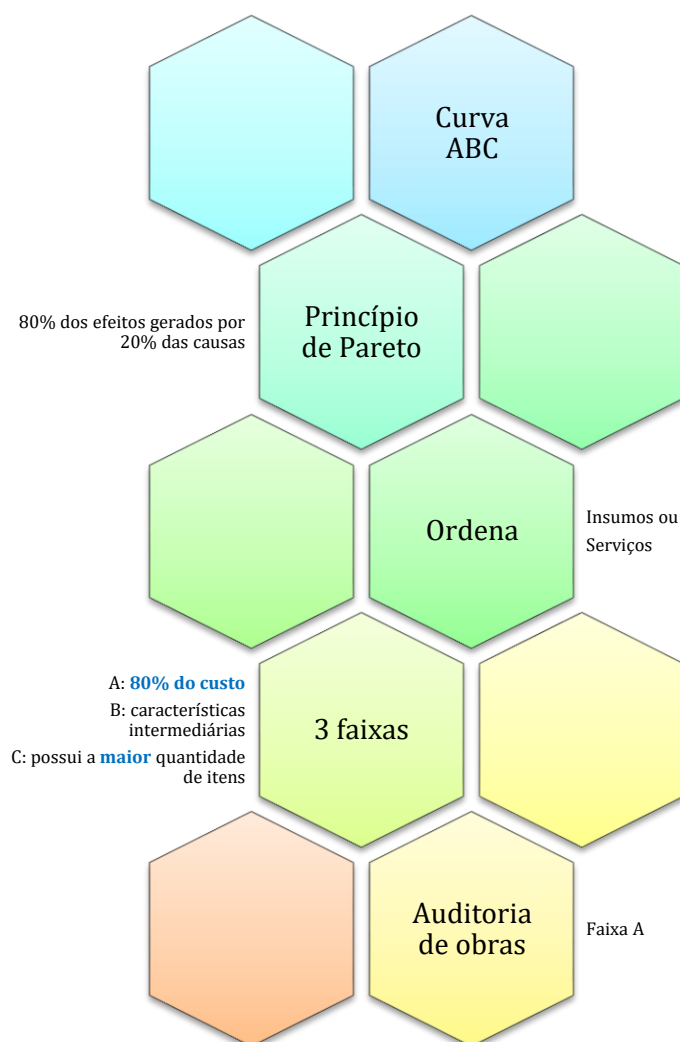 Curva
ABC
80% dos efeitos gerados por
20% das causas
Princípio
de Pareto
Ordena
Insumos ou
Serviços
A: 80% do custo
B: características
intermediárias
C: possui a maior quantidade
de itens
3 faixas
Auditoria
de obras
Faixa A